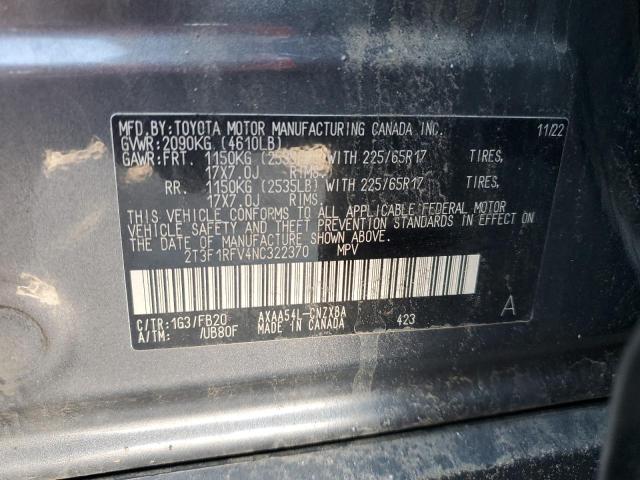 MFD.BY:TOYOTA MOTOR MANUFACTURING CANADA INC. 11/22
GVWR:2090KG (4610LB)
GAWR:FRT. 1150KG (2535LB) WITH 225/65R17 TIRES,
17X7.0J RIMS,
RR. 1150KG (2535LB) WITH 225/65R17 TIRES,
17X7.0J RIMS.
THIS VEHICLE CONFORMS TO ALL APPLICABLE FEDERAL MOTOR
VEHICLE SAFETY AND THEFT PREVENTION STANDARDS IN EFFECT
ON THE DATE OF MANUFACTURE SHOWN ABOVE.
2T3F1RFV4NC322370 MPV
C/TR:1G3/FB20 AXAA54L-CNZXBA 423 A
A/TM: /UB80F MADE IN CANADA